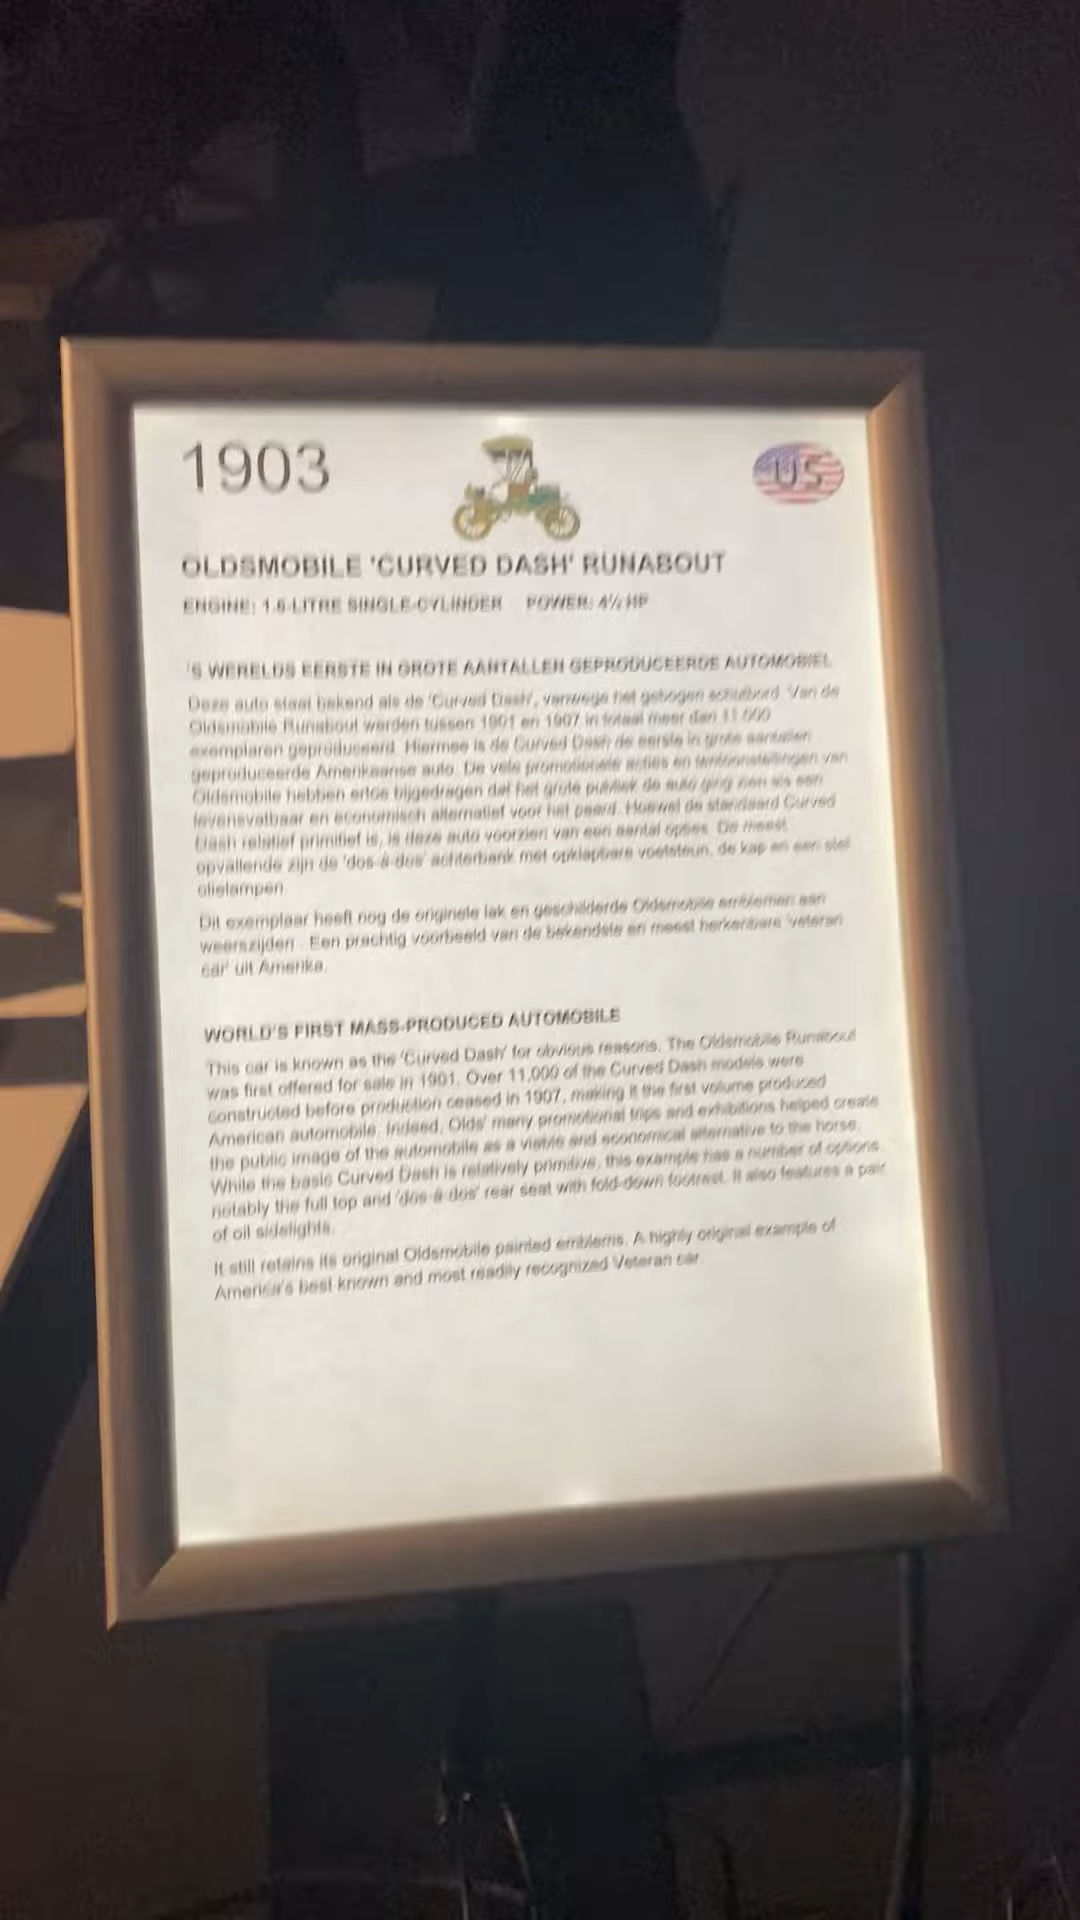 1903
US
OLDSMOBILE 'CURVED DASH' RUNABOUT
ENGINE: 1.6-LITRE SINGLE-CYLINDER POWER: 4½ HP
'S WERELDS EERSTE IN GROTE AANTALLEN GEPRODUCEERDE AUTOMOBIEL
Deze auto staat bekend als de 'Curved Dash', vanwege het gebogen schutbord. Van de
Oldsmobile Runabout werden tussen 1901 en 1907 in totaal meer dan 11.000
exemplaren geproduceerd. Hiermee is de Curved Dash de eerste in grote aantallen
geproduceerde Amerikaanse auto. De vele promotionele acties en tentoonstellingen van
Oldsmobile hebben ertoe bijgedragen dat het grote publiek de auto ging zien als een
levensvatbaar en economisch alternatief voor het paard. Hoewel de standaard Curved
Dash relatief primitief is, is deze auto voorzien van een aantal opties. De meest
opvallende zijn de 'dos-à-dos' achterbank met opklapbare voetsteun, de kap en een stel
olielampen.
Dit exemplaar heeft nog de originele lak en geschilderde Oldsmobile emblemen aan
weerszijden. Een prachtig voorbeeld van de bekendste en meest herkenbare 'veteran
car' uit Amerika.
WORLD'S FIRST MASS-PRODUCED AUTOMOBILE
This car is known as the 'Curved Dash' for obvious reasons. The Oldsmobile Runabout
was first offered for sale in 1901. Over 11,000 of the Curved Dash models were
constructed before production ceased in 1907, making it the first volume produced
American automobile. Indeed, Olds' many promotional trips and exhibitions helped create
the public image of the automobile as a viable and economical alternative to the horse.
While the basic Curved Dash is relatively primitive, this example has a number of options,
notably the full top and 'dos-à-dos' rear seat with fold-down footrest. It also features a pair
of oil sidelights.
It still retains its original Oldsmobile painted emblems. A highly original example of
America's best-known and most readily recognized Veteran car.